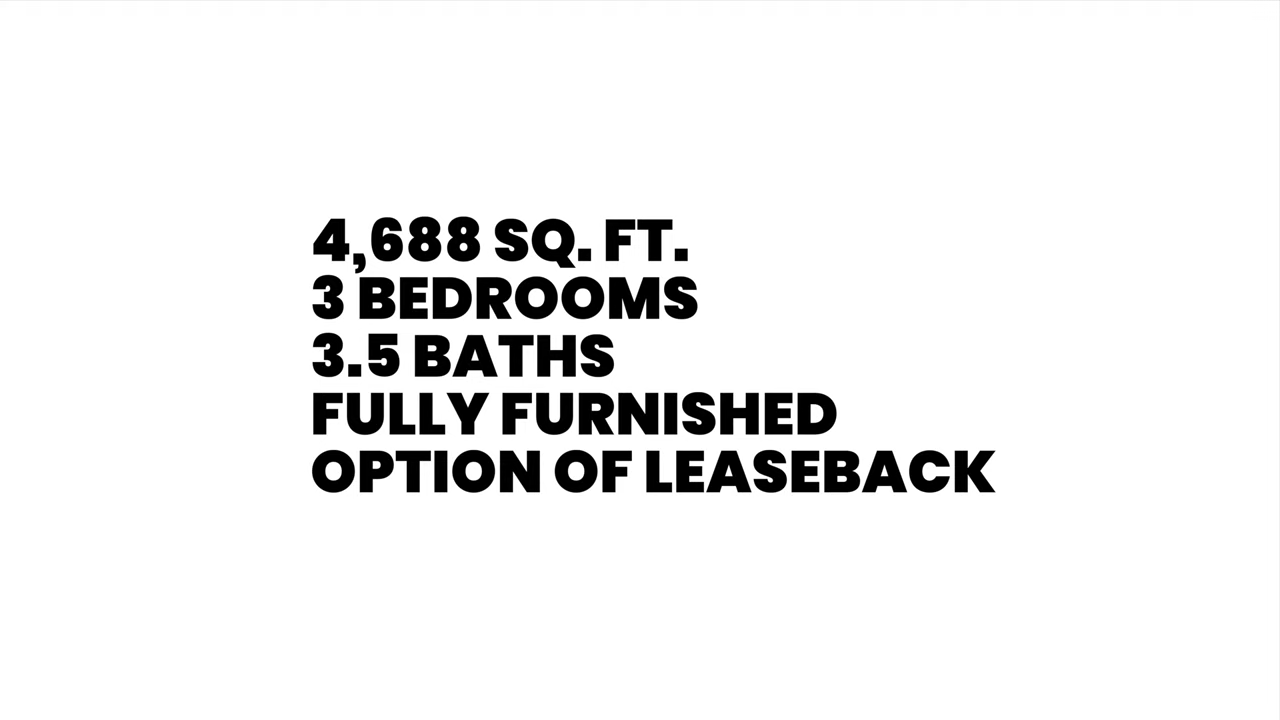 4,688 SQ. FT.
3 BEDROOMS
3.5 BATHS
FULLY FURNISHED
OPTION OF LEASEBACK